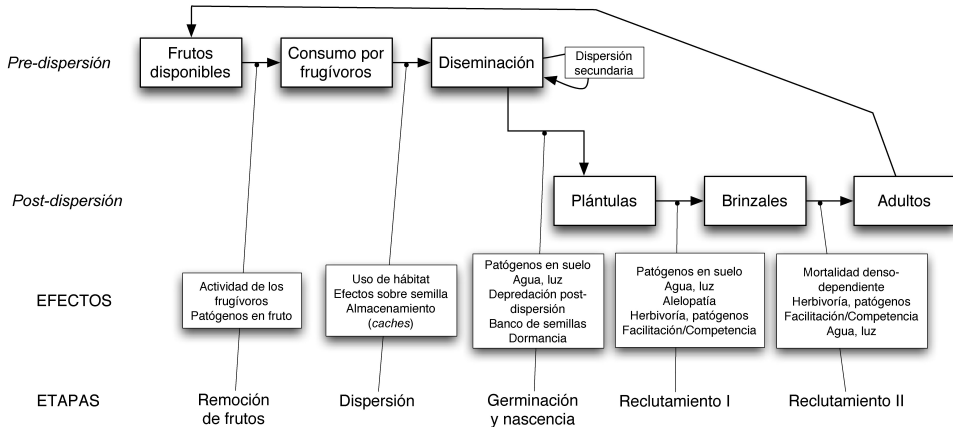 Pre-dispersión
Frutos
disponibles
Consumo por
frugívoros
Diseminación
Dispersión
secundaria
Post-dispersión
Plántulas
Brinzales
Adultos
EFECTOS
Actividad de los
frugívoros
Patógenos en fruto
Uso de hábitat
Efectos sobre semilla
Almacenamiento
(caches)
Patógenos en suelo
Agua, luz
Depredación post-
dispersión
Banco de semillas
Dormancia
Patógenos en suelo
Agua, luz
Alelopatía
Herbivoría, patógenos
Facilitación/Competencia
Mortalidad denso-
dependiente
Herbivoría, patógenos
Facilitación/Competencia
Agua, luz
ETAPAS
Remoción
de frutos
Dispersión
Germinación
y nascencia
Reclutamiento I
Reclutamiento II